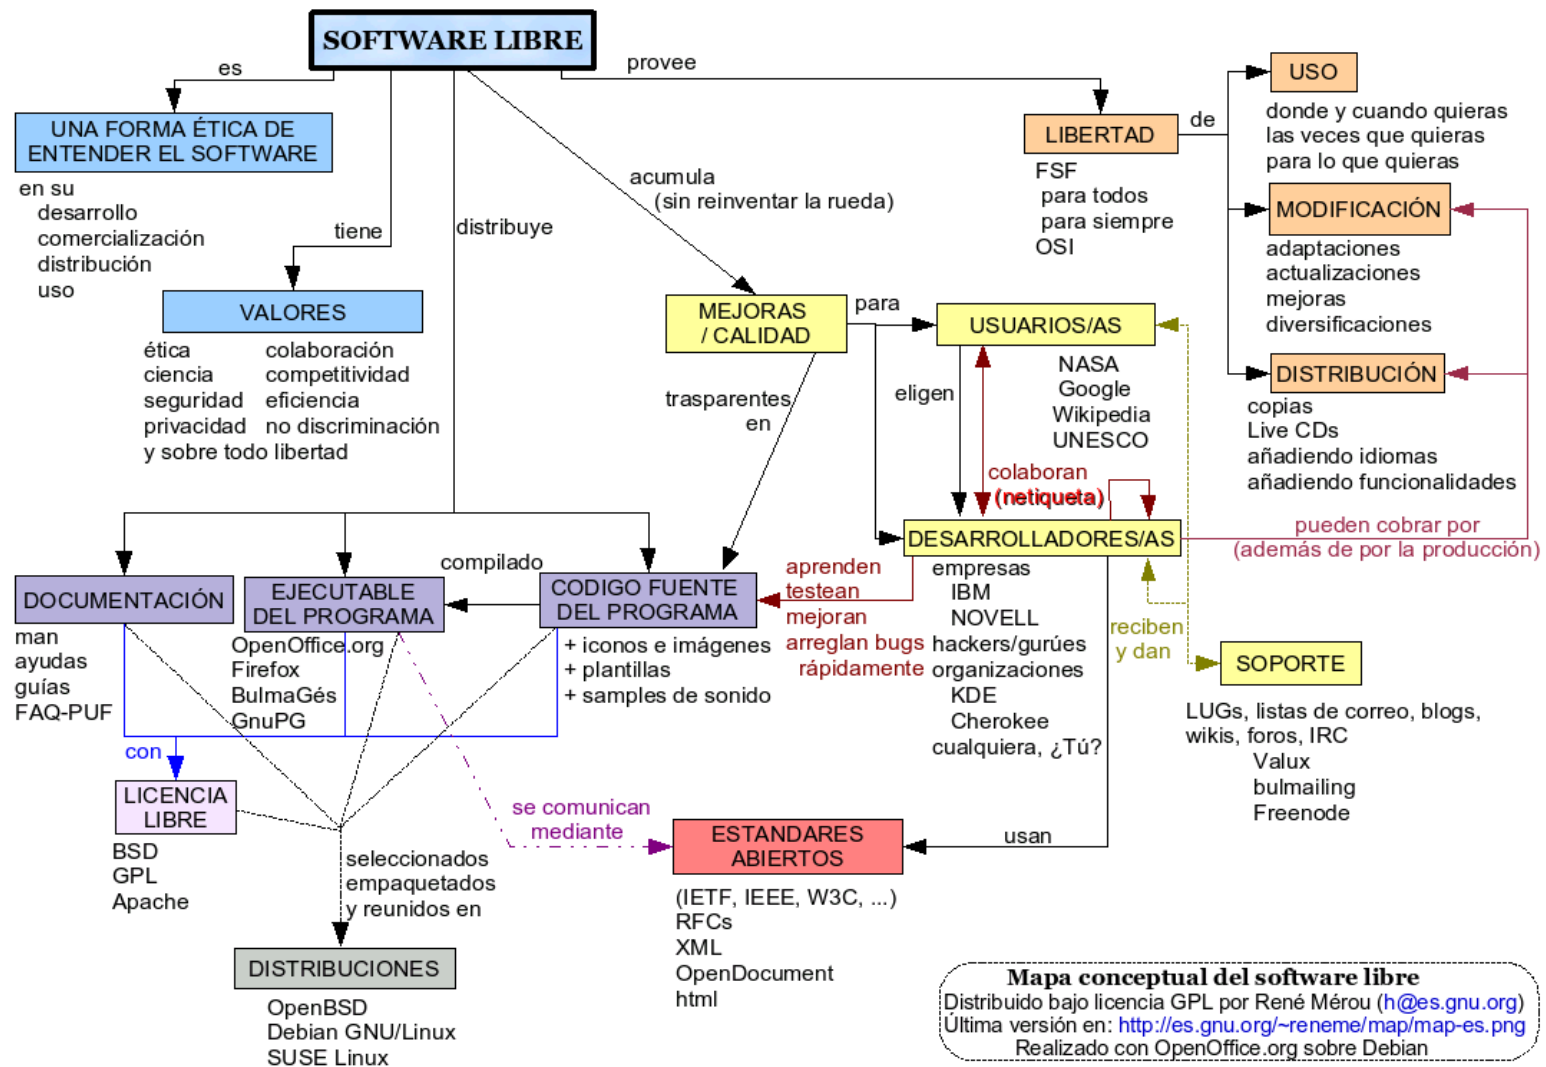 SOFTWARE LIBRE
es
provee
UNA FORMA ÉTICA DE
ENTENDER EL SOFTWARE
en su
desarrollo
comercialización
distribución
uso
tiene
distribuye
acumula
(sin reinventar la rueda)
LIBERTAD
FSF
para todos
para siempre
OSI
de
USO
donde y cuando quieras
las veces que quieras
para lo que quieras
MODIFICACIÓN
adaptaciones
actualizaciones
mejoras
diversificaciones
DISTRIBUCIÓN
copias
Live CDs
añadiendo idiomas
añadiendo funcionalidades
pueden cobrar por
(además de por la producción)
VALORES
ética colaboración
ciencia competitividad
seguridad eficiencia
privacidad no discriminación
y sobre todo libertad
MEJORAS
/ CALIDAD
para
trasparentes
en
USUARIOS/AS
NASA
Google
Wikipedia
UNESCO
eligen
colaboran
(netiqueta)
DESARROLLADORES/AS
empresas
IBM
NOVELL
hackers/gurúes
organizaciones
KDE
Cherokee
cualquiera, ¿Tú?
aprenden
testean
mejoran
arreglan bugs
rápidamente
reciben
y dan
SOPORTE
LUGs, listas de correo, blogs,
wikis, foros, IRC
Valux
bulmailing
Freenode
DOCUMENTACIÓN
man
ayudas
guías
FAQ-PUF
EJECUTABLE
DEL PROGRAMA
OpenOffice.org
Firefox
BulmaGés
GnuPG
compilado
CODIGO FUENTE
DEL PROGRAMA
+ iconos e imágenes
+ plantillas
+ samples de sonido
con
LICENCIA
LIBRE
BSD
GPL
Apache
seleccionados
empaquetados
y reunidos en
DISTRIBUCIONES
OpenBSD
Debian GNU/Linux
SUSE Linux
se comunican
mediante
usan
ESTANDARES
ABIERTOS
(IETF, IEEE, W3C, ...)
RFCs
XML
OpenDocument
html
Mapa conceptual del software libre
Distribuido bajo licencia GPL por René Mérou (h@es.gnu.org)
Última versión en: http://es.gnu.org/~reneme/map/map-es.png
Realizado con OpenOffice.org sobre Debian